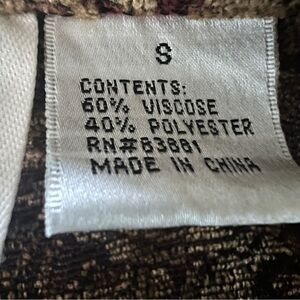 S
CONTENTS:
60% VISCOSE
40% POLYESTER
RN#83881
MADE IN CHINA